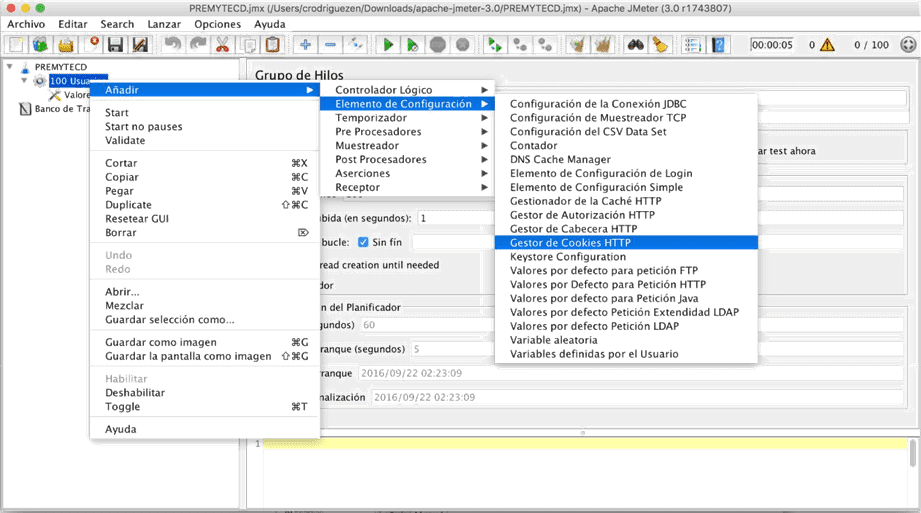 PREMYTECD.jmx (/Users/crodriguezen/Downloads/apache-jmeter-3.0/PREMYTECD.jmx) - Apache JMeter (3.0 r1743807)
Archivo Editar Search Lanzar Opciones Ayuda
00:00:05 0 0 / 100
PREMYTECD
100 Usua
Valore
Banco de Tra
Añadir
Start
Start no pauses
Validate
Cortar ⌘X
Copiar ⌘C
Pegar ⌘V
Duplicate ⇧⌘C
Resetear GUI
Borrar ⌦
Undo
Redo
Abrir...
Mezclar
Guardar selección como...
Guardar como imagen ⌘G
Guardar la pantalla como imagen ⇧⌘G
Habilitar
Deshabilitar
Toggle ⌘T
Ayuda
Grupo de Hilos
Controlador Lógico
Elemento de Configuración
Temporizador
Pre Procesadores
Muestreador
Post Procesadores
Aserciones
Receptor
Configuración de la Conexión JDBC
Configuración de Muestreador TCP
Configuración del CSV Data Set
Contador
DNS Cache Manager
Elemento de Configuración de Login
Elemento de Configuración Simple
Gestionador de la Caché HTTP
Gestor de Autorización HTTP
Gestor de Cabecera HTTP
Gestor de Cookies HTTP
Keystore Configuration
Valores por defecto para petición FTP
Valores por Defecto para Petición HTTP
Valores por defecto para Petición Java
Valores por defecto Petición Extendidad LDAP
Valores por defecto Petición LDAP
Variable aleatoria
Variables definidas por el Usuario
ar test ahora
ubida (en segundos): 1
bucle: Sin fín
read creation until needed
dor
n del Planificador
gundos) 60
rranque (segundos) 5
rranque 2016/09/22 02:23:09
nalización 2016/09/22 02:23:09
1